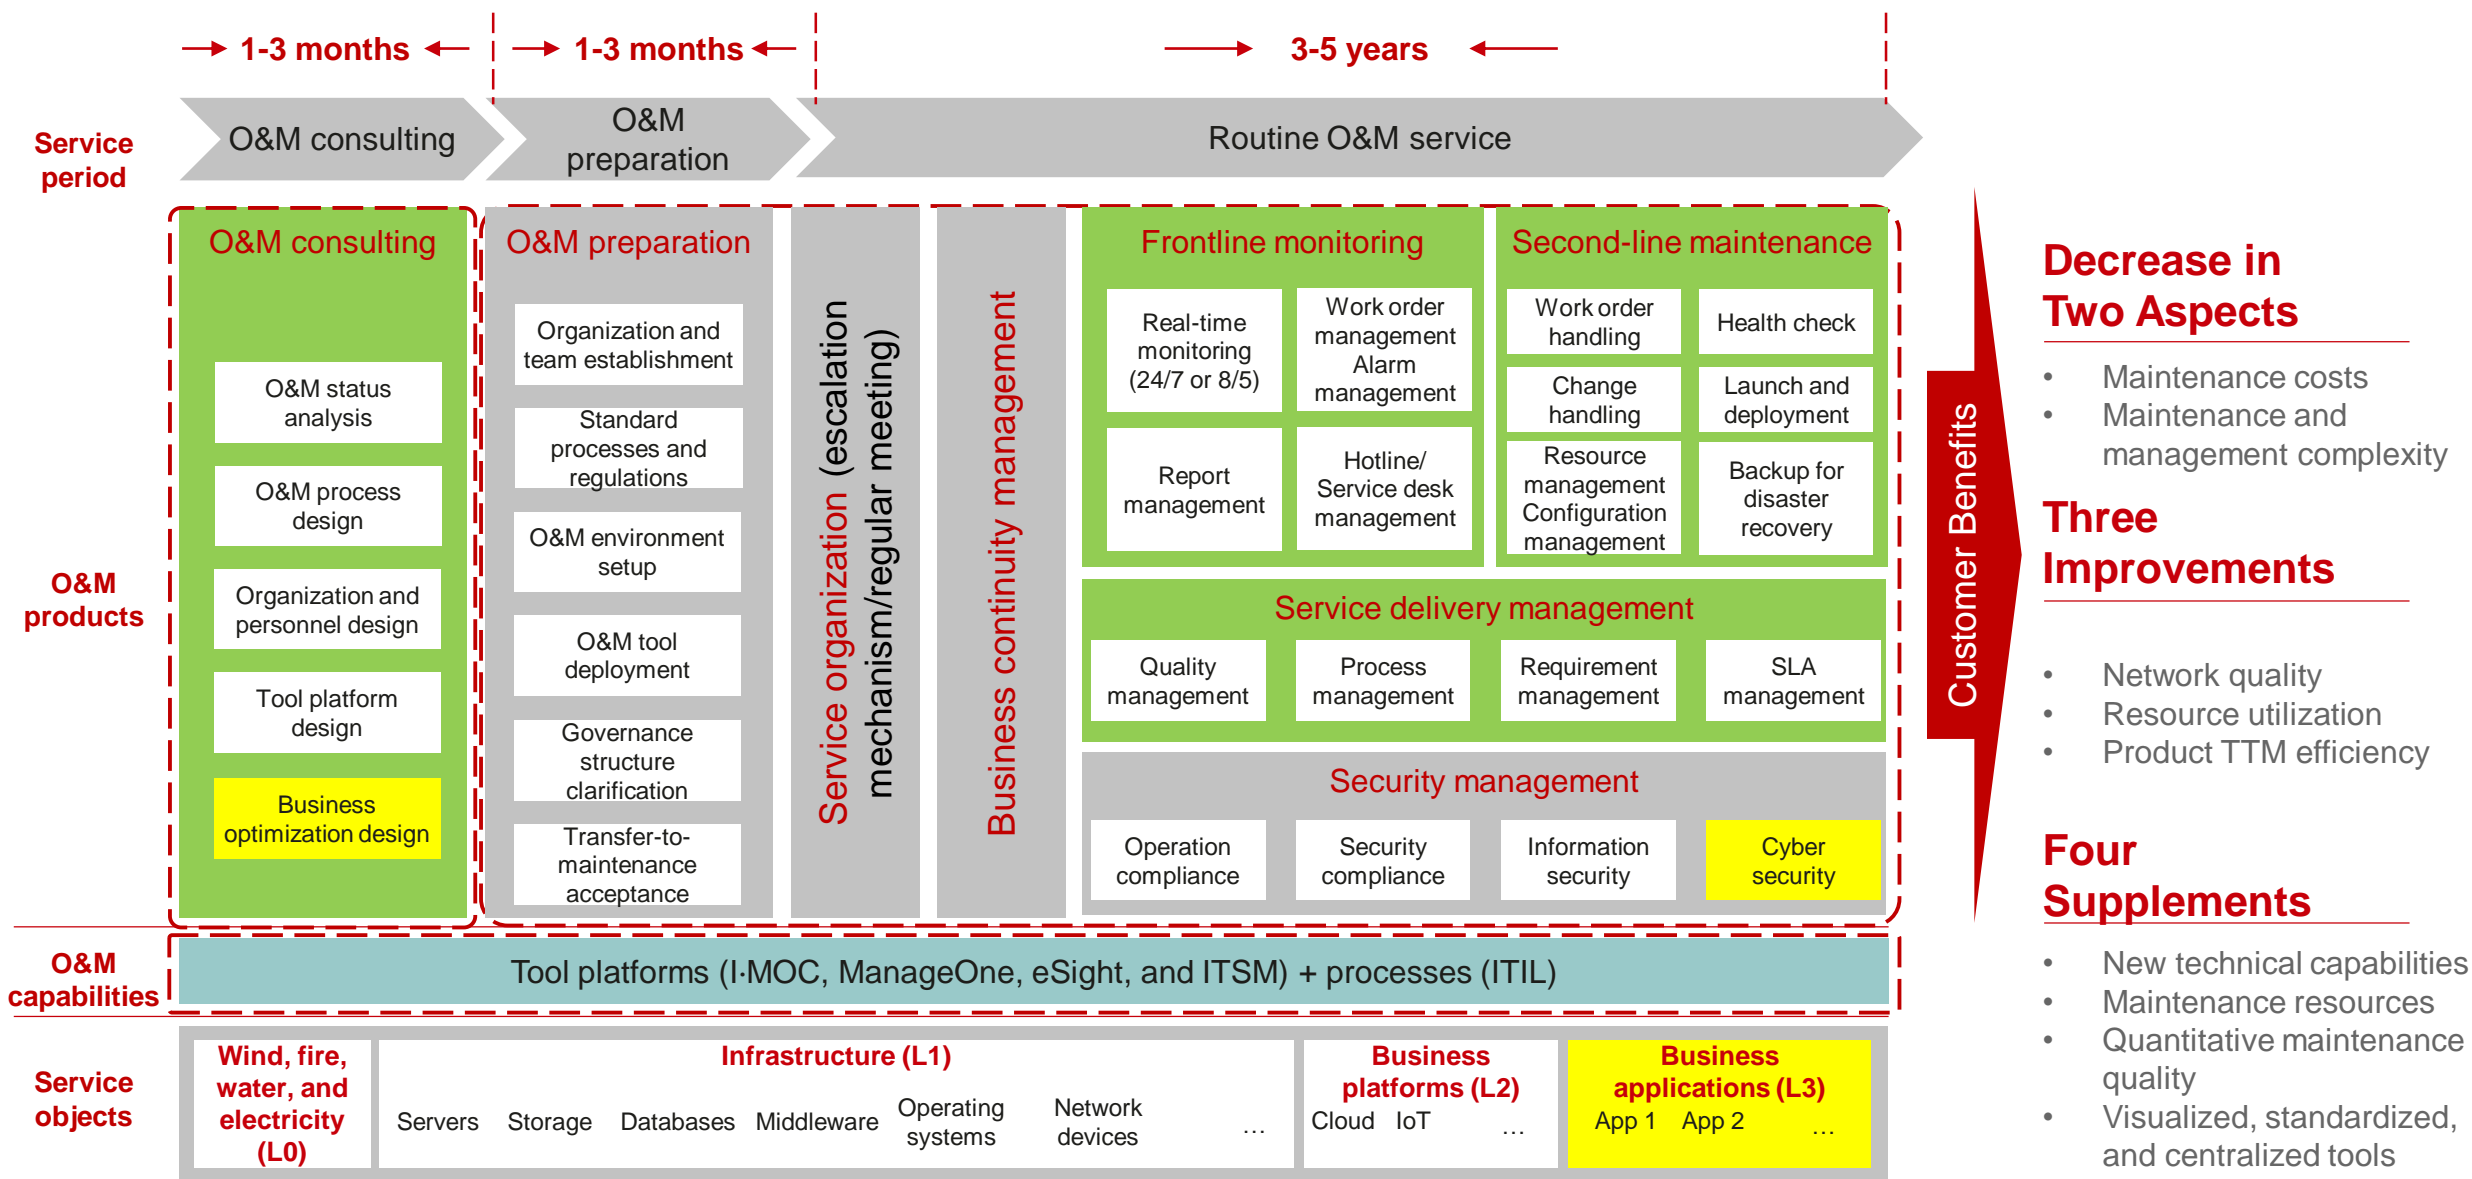 1-3 months
1-3 months
3-5 years
Service
period
O&M consulting
O&M
preparation
Routine O&M service
O&M
products
O&M consulting
O&M status
analysis
O&M process
design
Organization and
personnel design
Tool platform
design
Business
optimization design
O&M preparation
Organization and
team establishment
Standard
processes and
regulations
O&M environment
setup
O&M tool
deployment
Governance
structure
clarification
Transfer-to-
maintenance
acceptance
Service organization (escalation
mechanism/regular meeting)
Business continuity management
Frontline monitoring
Real-time
monitoring
(24/7 or 8/5)
Work order
management
Alarm
management
Report
management
Hotline/
Service desk
management
Second-line maintenance
Work order
handling
Health check
Change
handling
Launch and
deployment
Resource
management
Configuration
management
Backup for
disaster
recovery
Service delivery management
Quality
management
Process
management
Requirement
management
SLA
management
Security management
Operation
compliance
Security
compliance
Information
security
Cyber
security
O&M
capabilities
Tool platforms (I·MOC, ManageOne, eSight, and ITSM) + processes (ITIL)
Service
objects
Wind, fire,
water, and
electricity
(L0)
Infrastructure (L1)
Servers
Storage
Databases
Middleware
Operating
systems
Network
devices
…
Business
platforms (L2)
Cloud
IoT
…
Business
applications (L3)
App 1
App 2
…
Customer Benefits
Decrease in
Two Aspects
• Maintenance costs
• Maintenance and
management complexity
Three
Improvements
• Network quality
• Resource utilization
• Product TTM efficiency
Four
Supplements
• New technical capabilities
• Maintenance resources
• Quantitative maintenance
quality
• Visualized, standardized,
and centralized tools